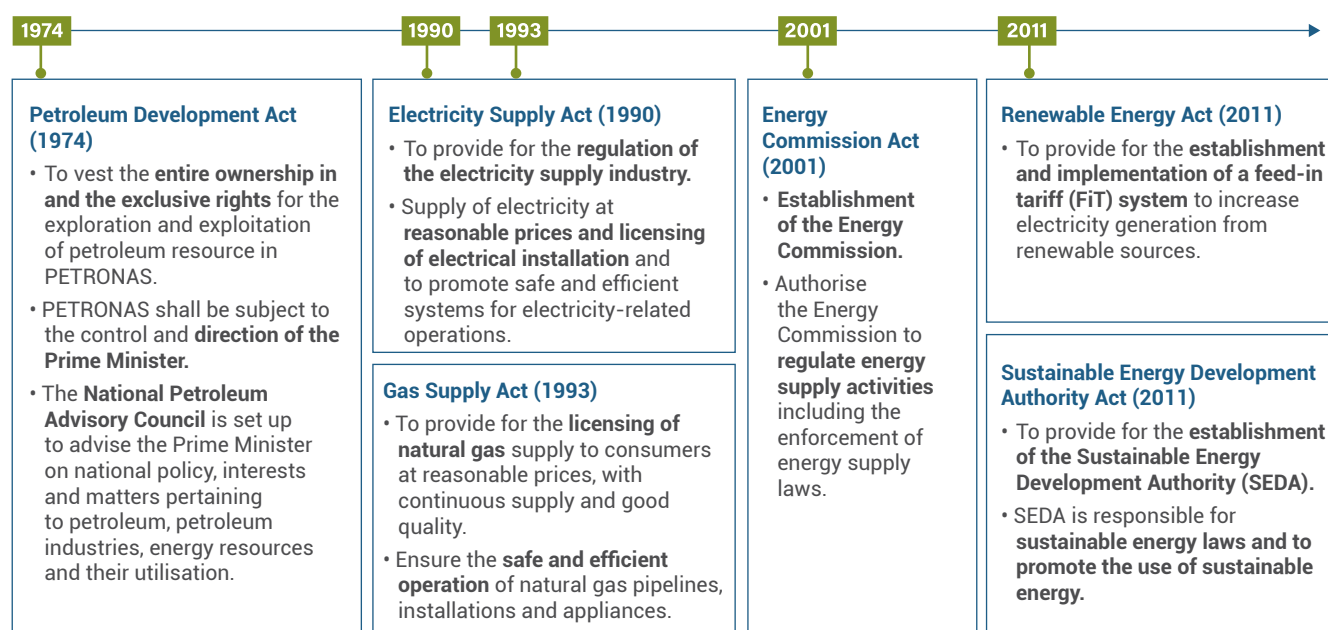 1974
1990
1993
2001
2011
Petroleum Development Act
(1974)
• To vest the entire ownership in
and the exclusive rights for the
exploration and exploitation
of petroleum resource in
PETRONAS.
• PETRONAS shall be subject to
the control and direction of the
Prime Minister.
• The National Petroleum
Advisory Council is set up
to advise the Prime Minister
on national policy, interests
and matters pertaining
to petroleum, petroleum
industries, energy resources
and their utilisation.
Electricity Supply Act (1990)
• To provide for the regulation of
the electricity supply industry.
• Supply of electricity at
reasonable prices and licensing
of electrical installation and
to promote safe and efficient
systems for electricity-related
operations.
Gas Supply Act (1993)
• To provide for the licensing of
natural gas supply to consumers
at reasonable prices, with
continuous supply and good
quality.
• Ensure the safe and efficient
operation of natural gas pipelines,
installations and appliances.
Energy
Commission Act
(2001)
• Establishment
of the Energy
Commission.
• Authorise
the Energy
Commission to
regulate energy
supply activities
including the
enforcement of
energy supply
laws.
Renewable Energy Act (2011)
• To provide for the establishment
and implementation of a feed-in
tariff (FiT) system to increase
electricity generation from
renewable sources.
Sustainable Energy Development
Authority Act (2011)
• To provide for the establishment
of the Sustainable Energy
Development Authority (SEDA).
• SEDA is responsible for
sustainable energy laws and to
promote the use of sustainable
energy.